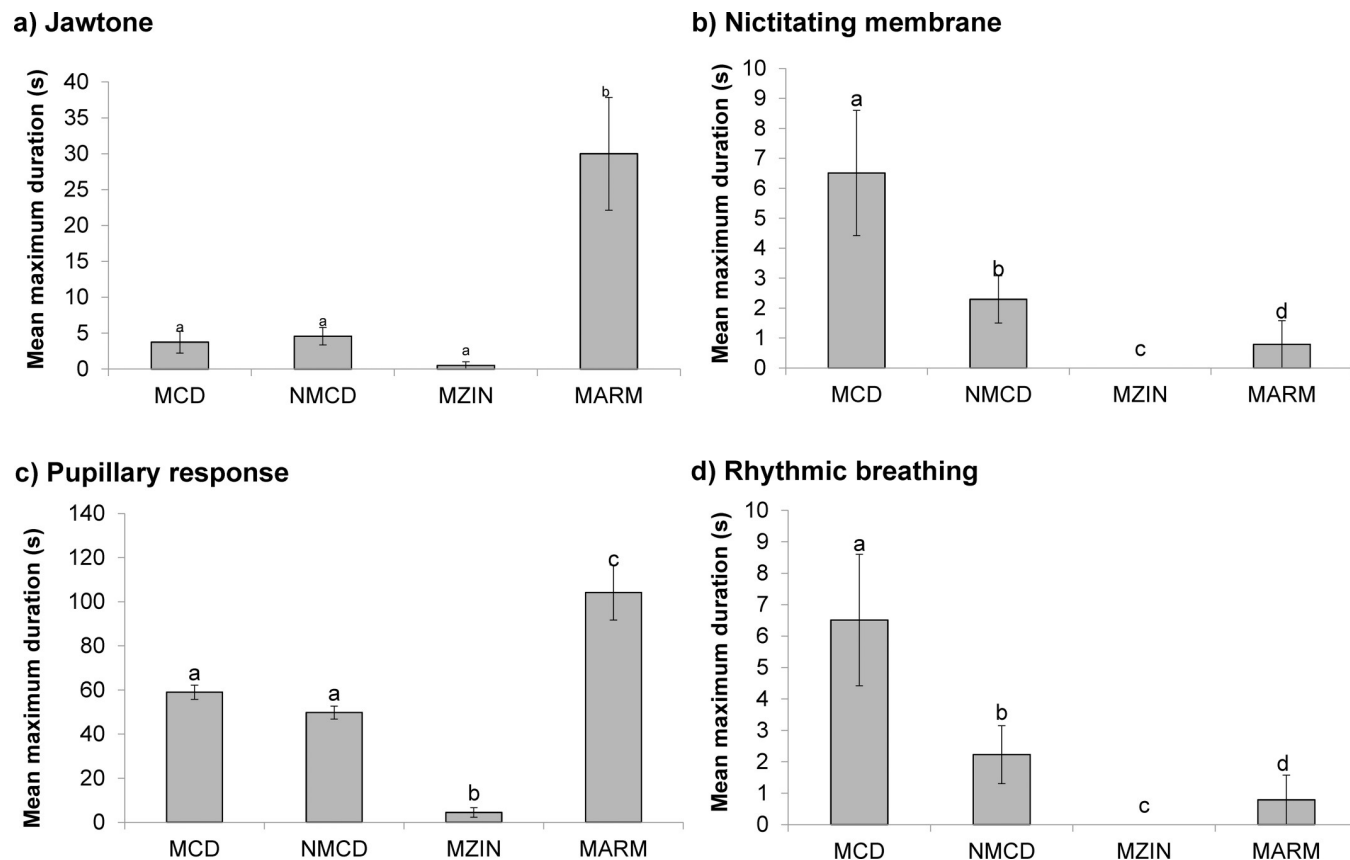 a) Jawtone
Mean maximum duration (s)
40
35
30
25
20
15
10
5
0
a
a
a
b
MCD NMCD MZIN MARM
b) Nictitating membrane
Mean maximum duration (s)
10
9
8
7
6
5
4
3
2
1
0
a
b
c
d
MCD NMCD MZIN MARM
c) Pupillary response
Mean maximum duration (s)
140
120
100
80
60
40
20
0
a
a
b
c
MCD NMCD MZIN MARM
d) Rhythmic breathing
Mean maximum duration (s)
10
9
8
7
6
5
4
3
2
1
0
a
b
c
d
MCD NMCD MZIN MARM